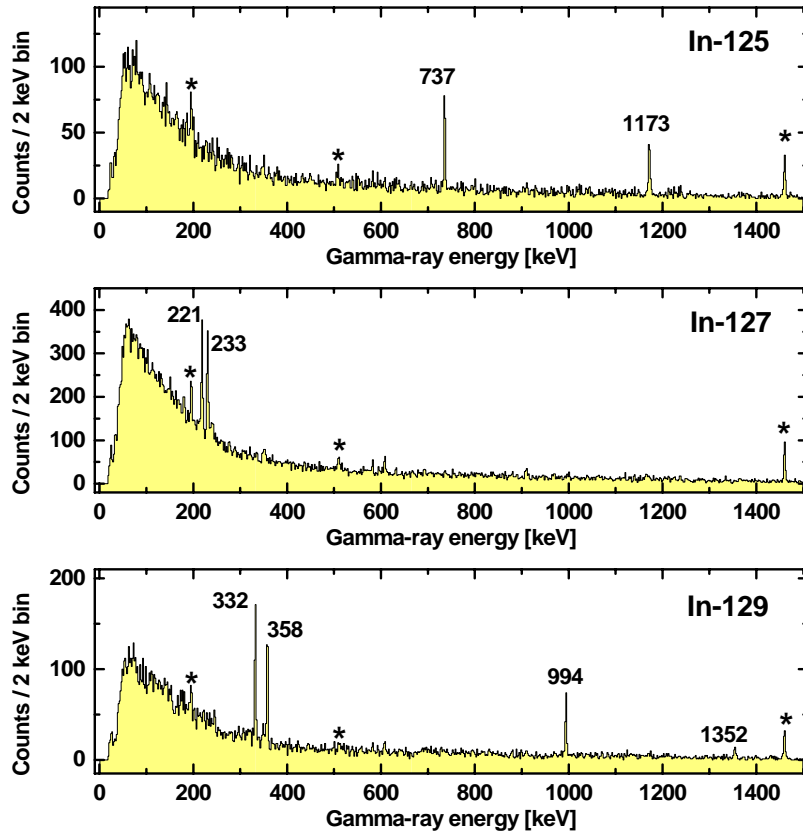 In-125
Counts / 2 keV bin
100
50
0
*
*
737
1173
*
0 200 400 600 800 1000 1200 1400
Gamma-ray energy [keV]
In-127
Counts / 2 keV bin
400
300
200
100
0
221
233
*
*
*
0 200 400 600 800 1000 1200 1400
Gamma-ray energy [keV]
In-129
Counts / 2 keV bin
200
100
0
332
358
*
*
994
1352
*
0 200 400 600 800 1000 1200 1400
Gamma-ray energy [keV]